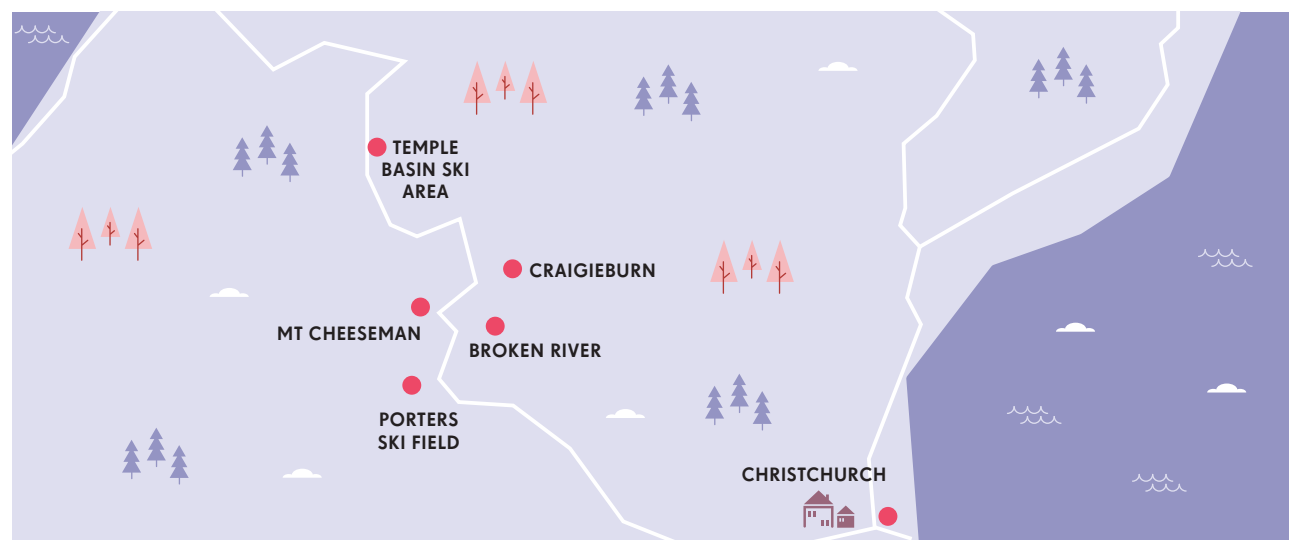 TEMPLE
BASIN SKI
AREA
CRAIGIEBURN
MT CHEESEMAN
BROKEN RIVER
PORTERS
SKI FIELD
CHRISTCHURCH